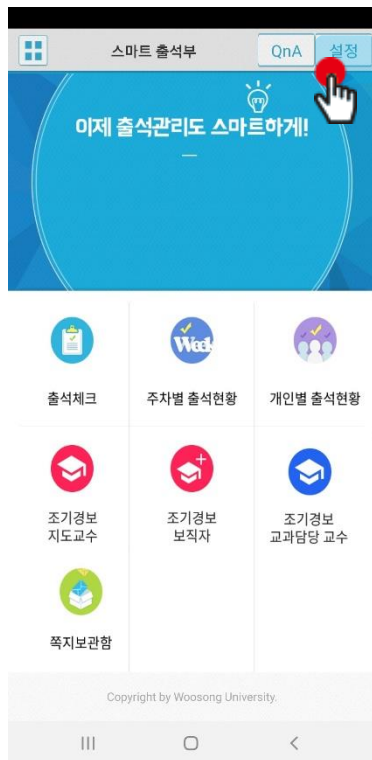 스마트 출석부
QnA
설정
이제 출석관리도 스마트하게!
Week
출석체크
주차별 출석현황
개인별 출석현황
조기경보
지도교수
조기경보
보직자
조기경보
교과담당 교수
쪽지보관함
Copyright by Woosong University.